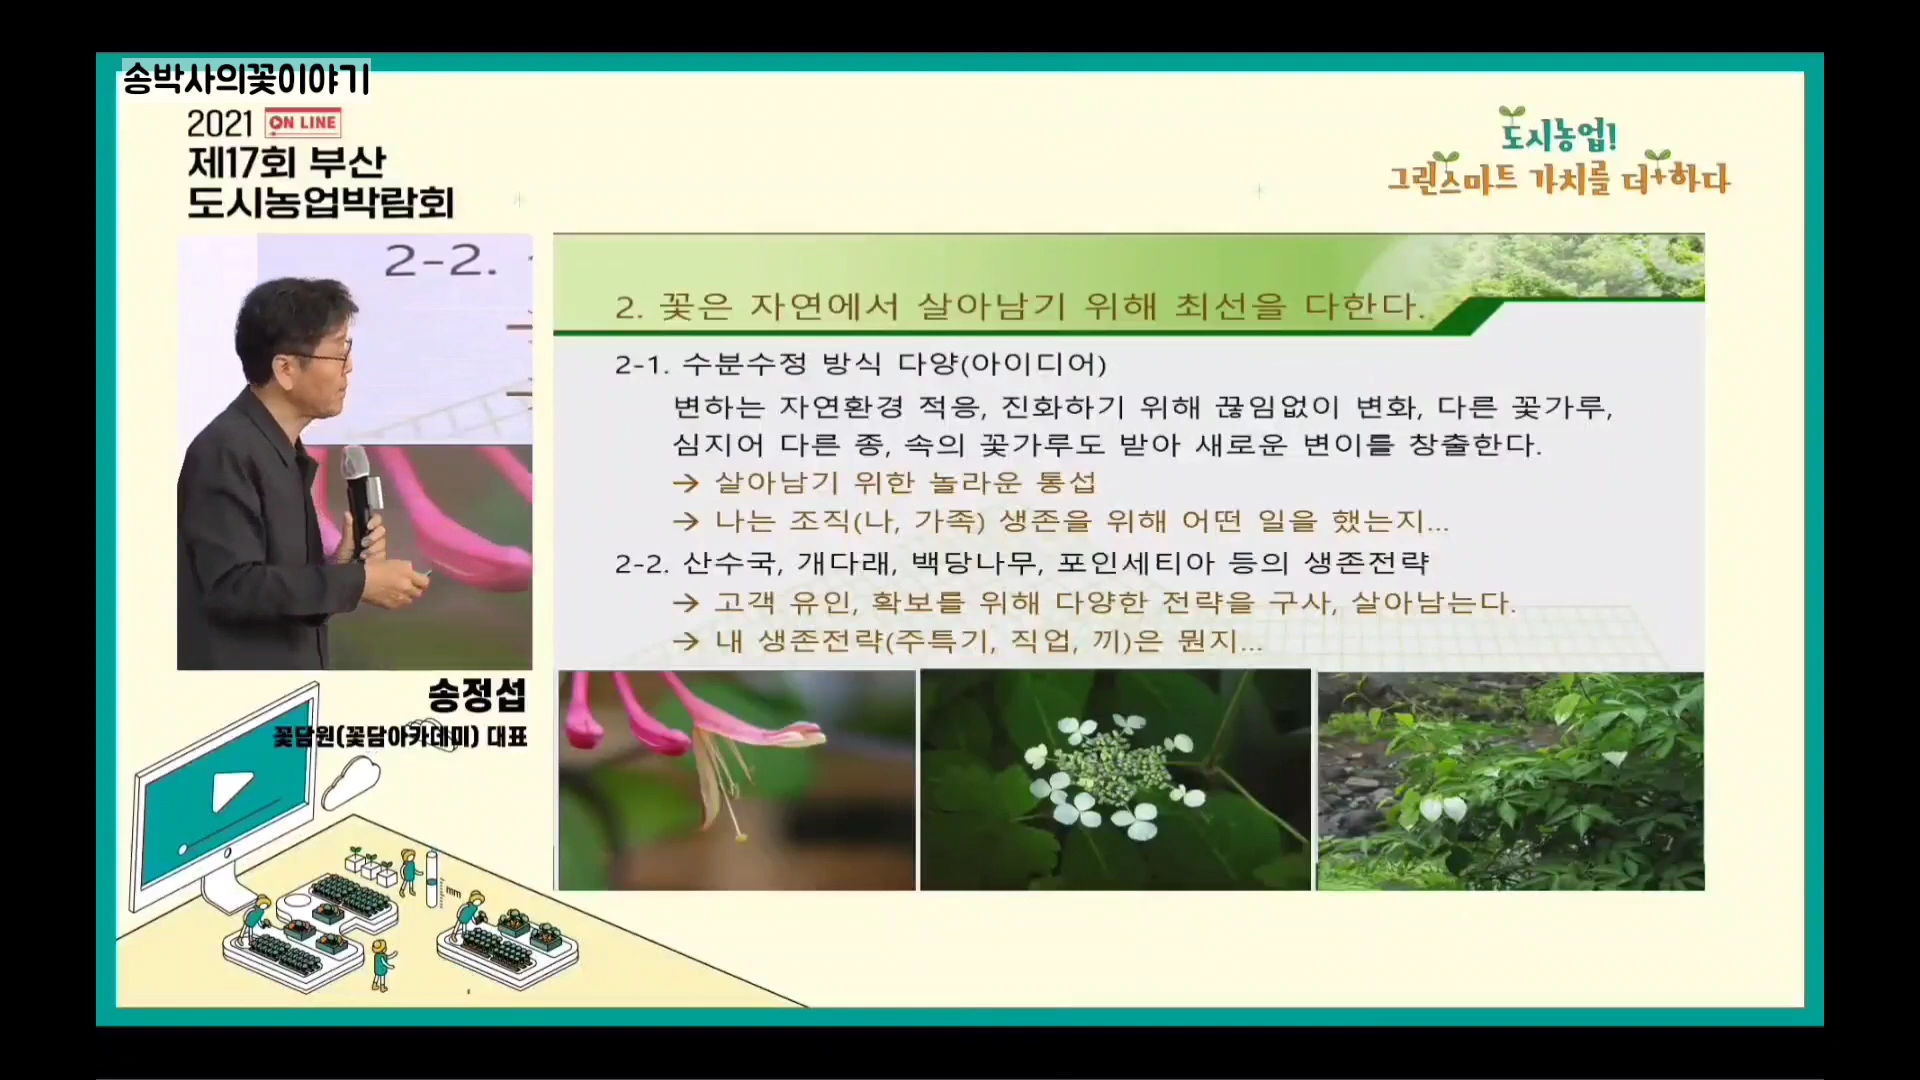 송박사의꽃이야기
2021 ON LINE
제17회 부산
도시농업박람회
도시농업!
그린스마트 가치를 더+하다
2-2.
2. 꽃은 자연에서 살아남기 위해 최선을 다한다.
2-1. 수분수정 방식 다양(아이디어)
변하는 자연환경 적응, 진화하기 위해 끊임없이 변화, 다른 꽃가루,
심지어 다른 종, 속의 꽃가루도 받아 새로운 변이를 창출한다.
→ 살아남기 위한 놀라운 통섭
→ 나는 조직(나, 가족) 생존을 위해 어떤 일을 했는지...
2-2. 산수국, 개다래, 백당나무, 포인세티아 등의 생존전략
→ 고객 유인, 확보를 위해 다양한 전략을 구사, 살아남는다.
→ 내 생존전략(주특기, 직업, 끼)은 뭔지...
송정섭
꽃담원(꽃담아카데미) 대표
mm